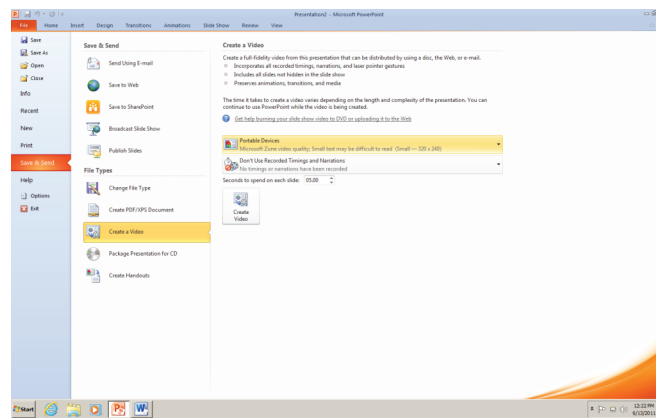 Presentation2 - Microsoft PowerPoint
File Home Insert Design Transitions Animations Slide Show Review View
Save
Save As
Open
Close
Info
Recent
New
Print
Save & Send
Help
Options
Exit
Save & Send
Send Using E-mail
Save to Web
Save to SharePoint
Broadcast Slide Show
Publish Slides
File Types
Change File Type
Create PDF/XPS Document
Create a Video
Package Presentation for CD
Create Handouts
Create a Video
Create a full-fidelity video from this presentation that can be distributed by using a disc, the Web, or e-mail.
Incorporates all recorded timings, narrations, and laser pointer gestures
Includes all slides not hidden in the slide show
Preserves animations, transitions, and media
The time it takes to create a video varies depending on the length and complexity of the presentation. You can
continue to use PowerPoint while the video is being created.
Get help burning your slide show video to DVD or uploading it to the Web
Portable Devices
Microsoft Zune video quality; Small text may be difficult to read (Small — 320 x 240)
Don't Use Recorded Timings and Narrations
No timings or narrations have been recorded
Seconds to spend on each slide: 05.00
Create
Video
Start
12:22 PM
6/13/2011